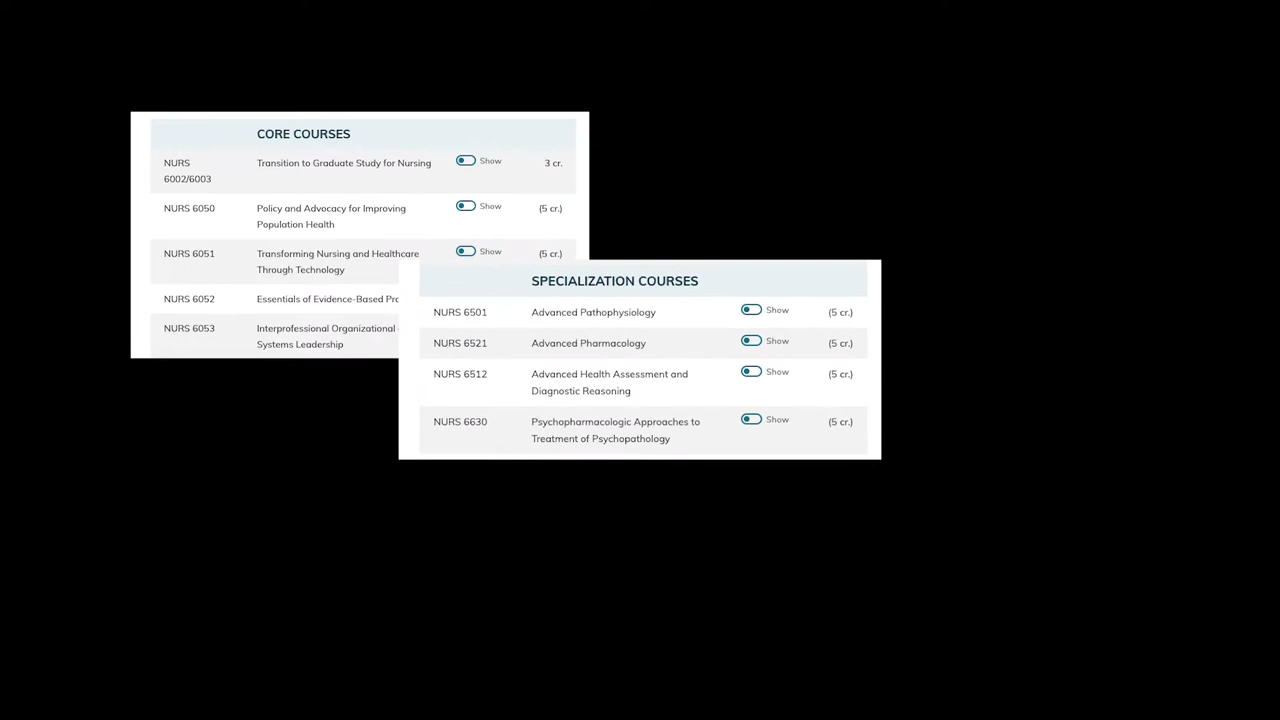 CORE COURSES
NURS Transition to Graduate Study for Nursing Show 3 cr.
6002/6003
NURS 6050 Policy and Advocacy for Improving Show (5 cr.)
Population Health
NURS 6051 Transforming Nursing and Healthcare Show (5 cr.)
Through Technology
NURS 6052 Essentials of Evidence-Based
NURS 6053 Interprofessional Organizational
Systems Leadership
SPECIALIZATION COURSES
NURS 6501 Advanced Pathophysiology Show (5 cr.)
NURS 6521 Advanced Pharmacology Show (5 cr.)
NURS 6512 Advanced Health Assessment and Show (5 cr.)
Diagnostic Reasoning
NURS 6630 Psychopharmacologic Approaches to Show (5 cr.)
Treatment of Psychopathology